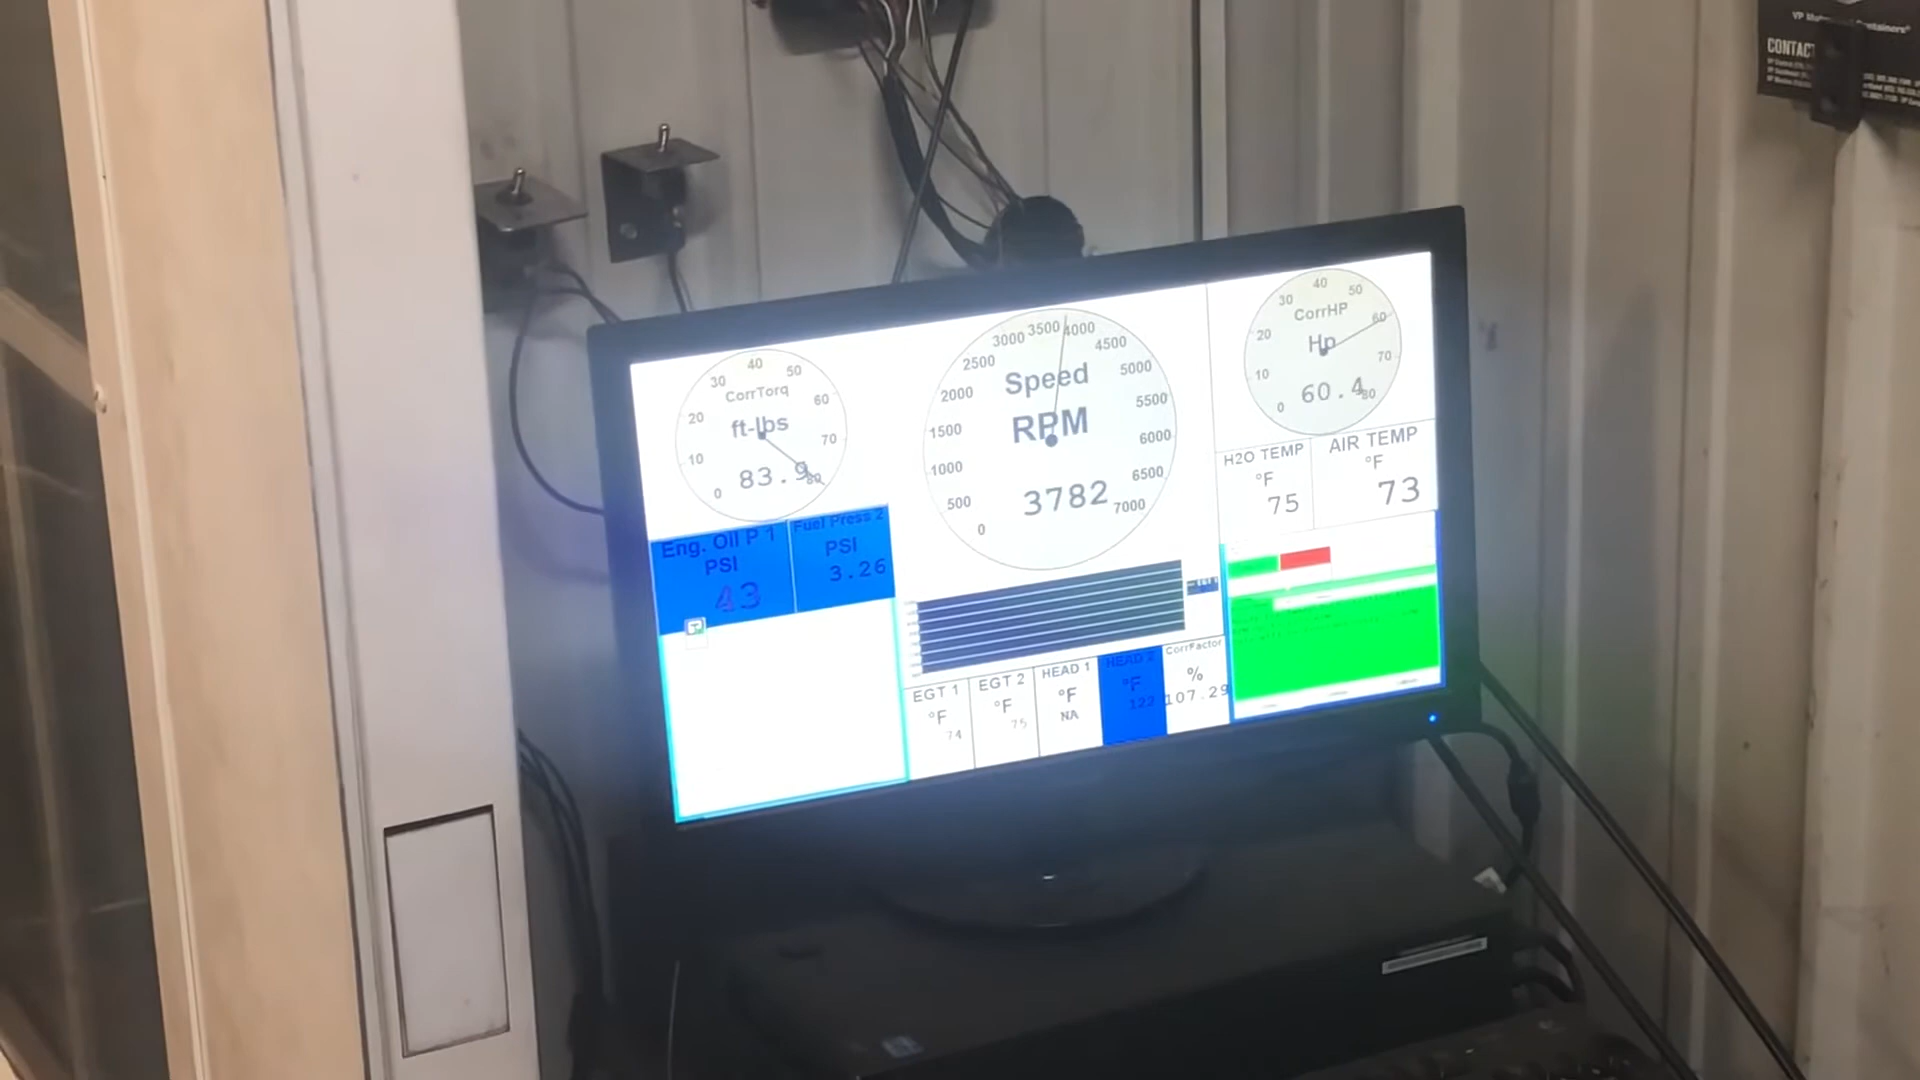 CONTACT
40
30
50
CorrTorq
20
60
ft-lbs
70
10
83.9
80
0
3500
4000
3000
4500
2500
Speed
5000
2000
5500
RPM
1500
6000
1000
6500
3782
500
7000
0
40
30
50
CorrHP
60
20
Hp
70
10
60.4
80
0
H2O TEMP
°F
75
AIR TEMP
°F
73
Eng. Oil P 1
PSI
43
Fuel Press 2
PSI
3.26
EGT 1
°F
74
EGT 2
°F
75
HEAD 1
°F
NA
HEAD 2
°F
122
CorrFactor
%
107.29